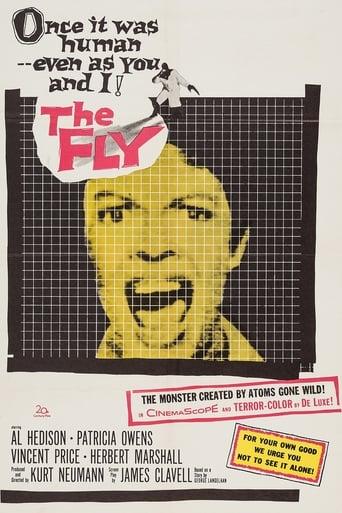 Once it was
human
--even as you
and I!
The
FLY
THE MONSTER CREATED BY ATOMS GONE WILD!
IN CINEMASCOPE AND TERROR-COLOR BY DE LUXE!
20th
Century-Fox
starring
AL HEDISON · PATRICIA OWENS
VINCENT PRICE · HERBERT MARSHALL
Produced and Directed by KURT NEUMANN Screen Play by JAMES CLAVELL Based on a Story by GEORGE LANGELAAN
FOR YOUR OWN GOOD
WE URGE YOU
NOT TO SEE IT ALONE!